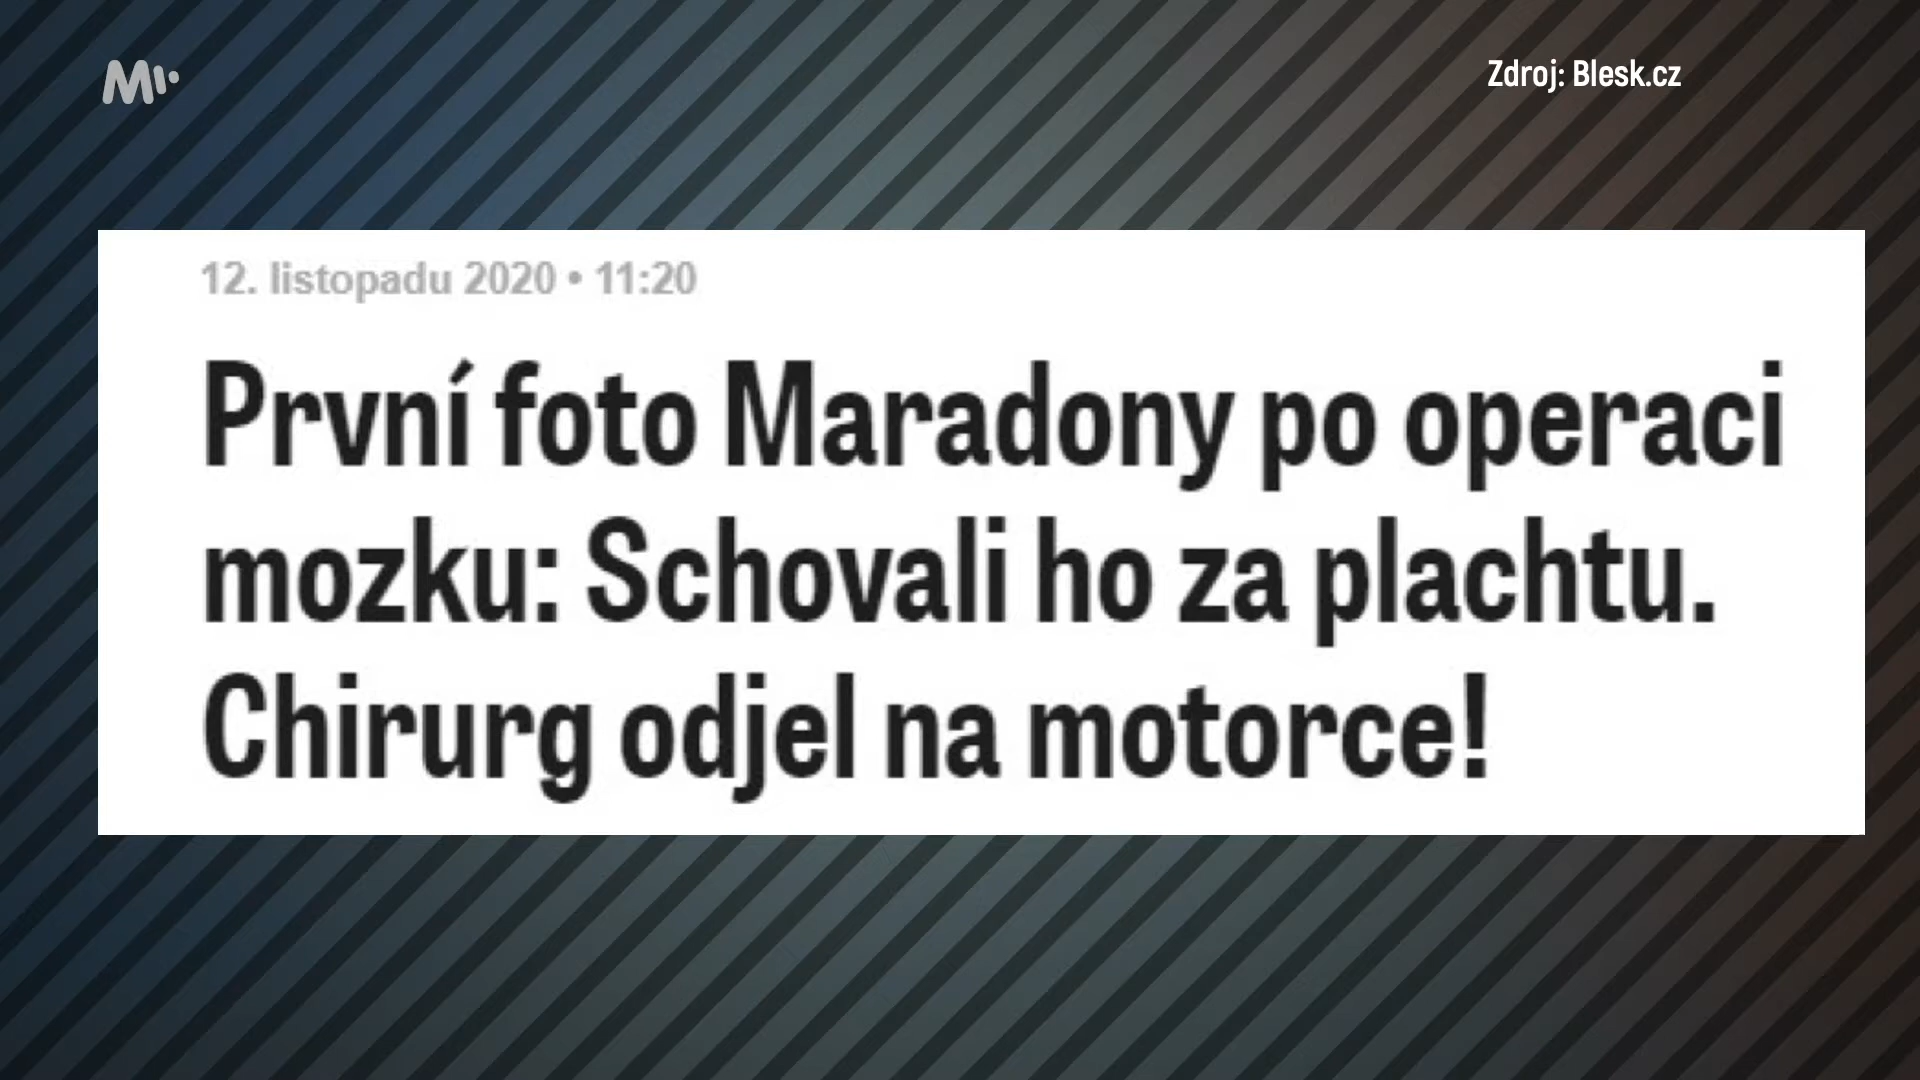 Zdroj: Blesk.cz
12. listopadu 2020 • 11:20
První foto Maradony po operaci
mozku: Schovali ho za plachtu.
Chirurg odjel na motorce!